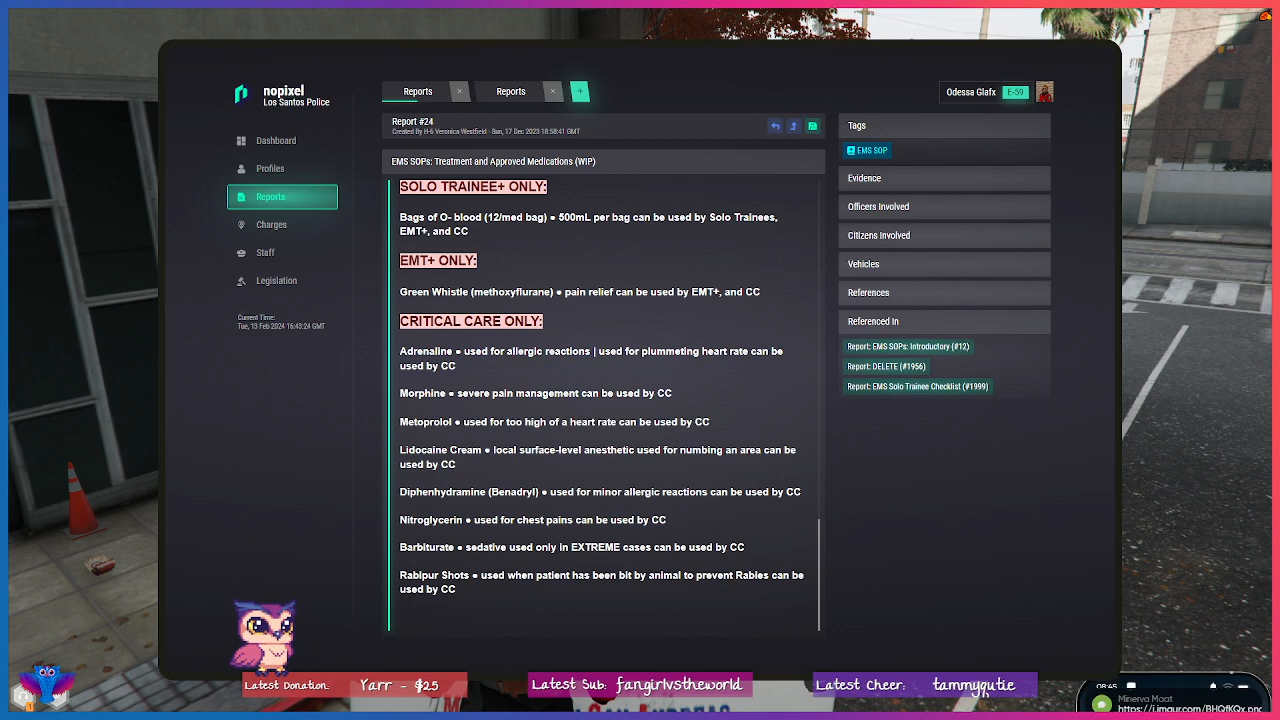 nopixel
Los Santos Police
Dashboard
Profiles
Reports
Charges
Staff
Legislation
Current Time:
Tue, 13 Feb 2024 16:43:24 GMT
Reports ×
Reports ×
+
Odessa Glafx E-59
Report #24
Created By H-6 Veronica Westfield - Sun, 17 Dec 2023 18:58:41 GMT
EMS SOPs: Treatment and Approved Medications (WIP)
SOLO TRAINEE+ ONLY:
Bags of O- blood (12/med bag) ● 500mL per bag can be used by Solo Trainees,
EMT+, and CC
EMT+ ONLY:
Green Whistle (methoxyflurane) ● pain relief can be used by EMT+, and CC
CRITICAL CARE ONLY:
Adrenaline ● used for allergic reactions | used for plummeting heart rate can be
used by CC
Morphine ● severe pain management can be used by CC
Metoprolol ● used for too high of a heart rate can be used by CC
Lidocaine Cream ● local surface-level anesthetic used for numbing an area can be
used by CC
Diphenhydramine (Benadryl) ● used for minor allergic reactions can be used by CC
Nitroglycerin ● used for chest pains can be used by CC
Barbiturate ● sedative used only in EXTREME cases can be used by CC
Rabipur Shots ● used when patient has been bit by animal to prevent Rabies can be
used by CC
Tags
EMS SOP
Evidence
Officers Involved
Citizens Involved
Vehicles
References
Referenced In
Report: EMS SOPs: Introductory (#12)
Report: DELETE (#1956)
Report: EMS Solo Trainee Checklist (#1999)
Latest Donation: Yarr - $25
Latest Sub: fangirlvstheworld
Latest Cheer: tammyqutie
08:45
Minerva Maat
https://i.imgur.com/BHQfKQx.png